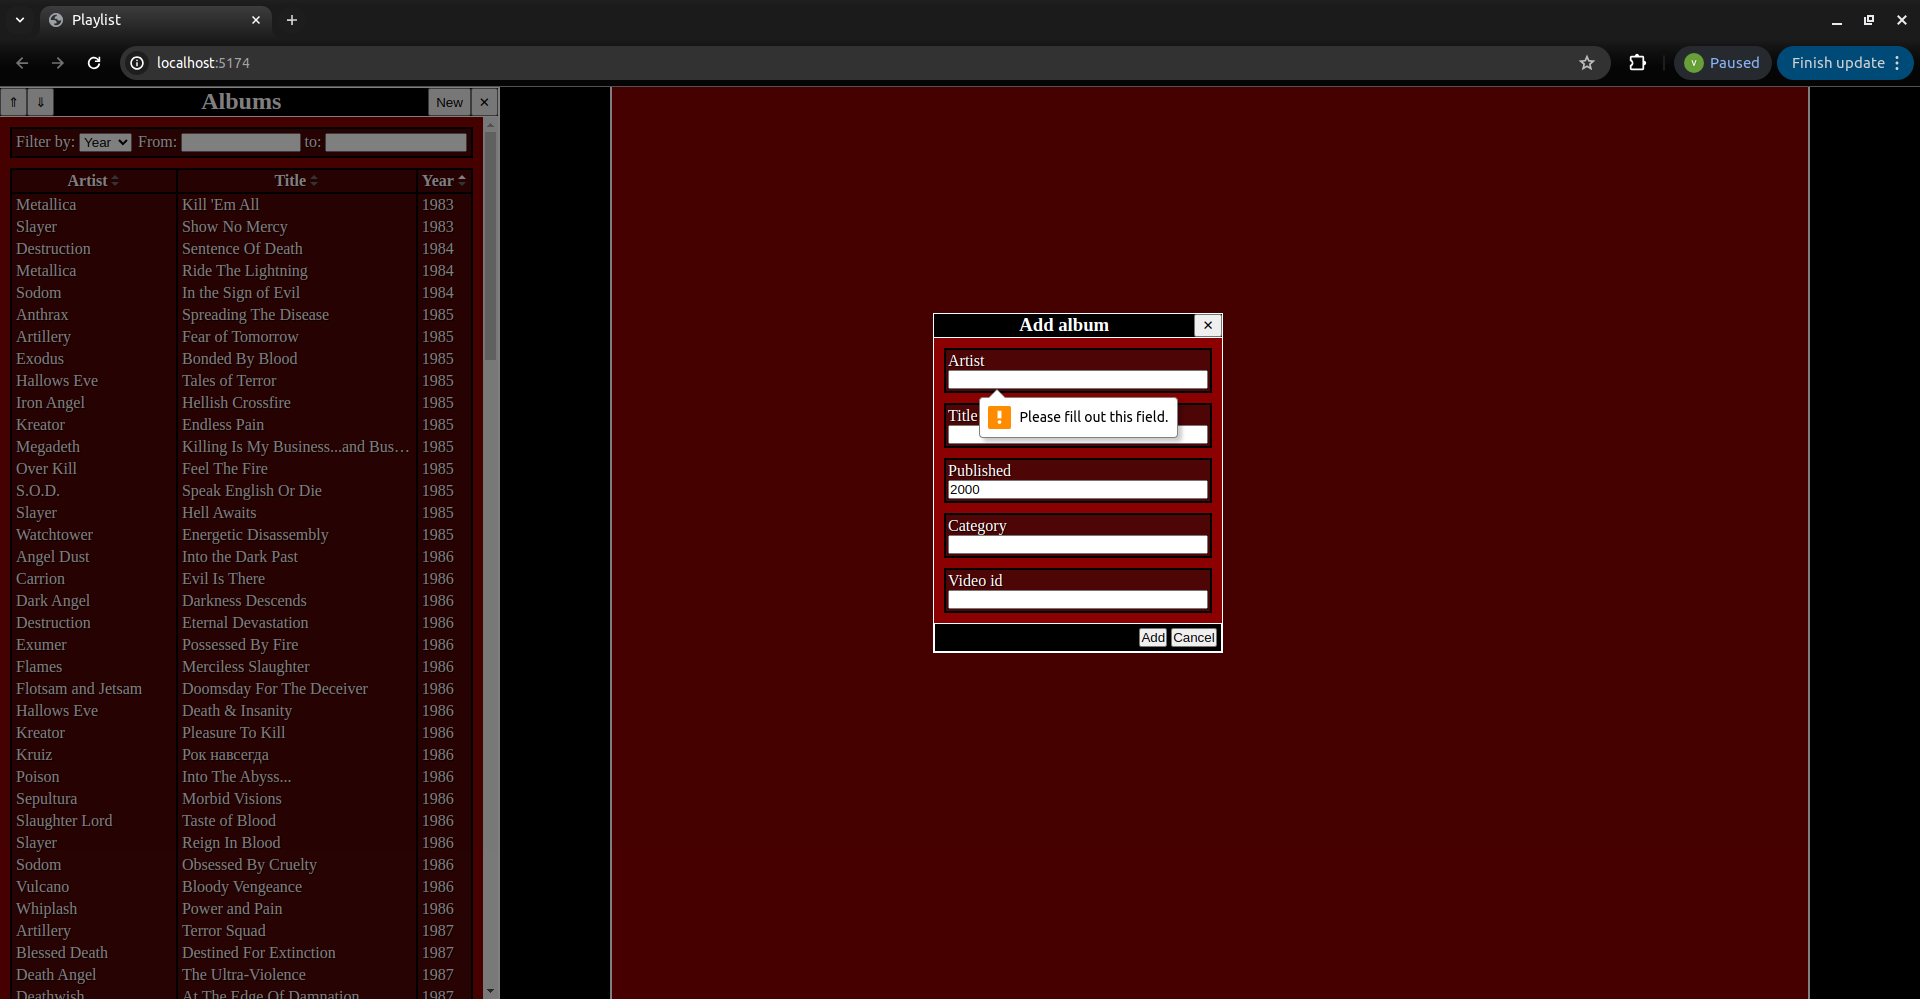 Playlist
localhost:5174
V Paused
Finish update
⇑ ⇓ Albums New ✕
Filter by: Year From: to:
Artist Title Year
Metallica Kill 'Em All 1983
Slayer Show No Mercy 1983
Destruction Sentence Of Death 1984
Metallica Ride The Lightning 1984
Sodom In the Sign of Evil 1984
Anthrax Spreading The Disease 1985
Artillery Fear of Tomorrow 1985
Exodus Bonded By Blood 1985
Hallows Eve Tales of Terror 1985
Iron Angel Hellish Crossfire 1985
Kreator Endless Pain 1985
Megadeth Killing Is My Business...and Bus… 1985
Over Kill Feel The Fire 1985
S.O.D. Speak English Or Die 1985
Slayer Hell Awaits 1985
Watchtower Energetic Disassembly 1985
Angel Dust Into the Dark Past 1986
Carrion Evil Is There 1986
Dark Angel Darkness Descends 1986
Destruction Eternal Devastation 1986
Exumer Possessed By Fire 1986
Flames Merciless Slaughter 1986
Flotsam and Jetsam Doomsday For The Deceiver 1986
Hallows Eve Death & Insanity 1986
Kreator Pleasure To Kill 1986
Kruiz Рок навсегда 1986
Poison Into The Abyss... 1986
Sepultura Morbid Visions 1986
Slaughter Lord Taste of Blood 1986
Slayer Reign In Blood 1986
Sodom Obsessed By Cruelty 1986
Vulcano Bloody Vengeance 1986
Whiplash Power and Pain 1986
Artillery Terror Squad 1987
Blessed Death Destined For Extinction 1987
Death Angel The Ultra-Violence 1987
Deathwish At The Edge Of Damnation 1987
Add album ✕
Artist
Please fill out this field.
Title
Published
2000
Category
Video id
Add Cancel